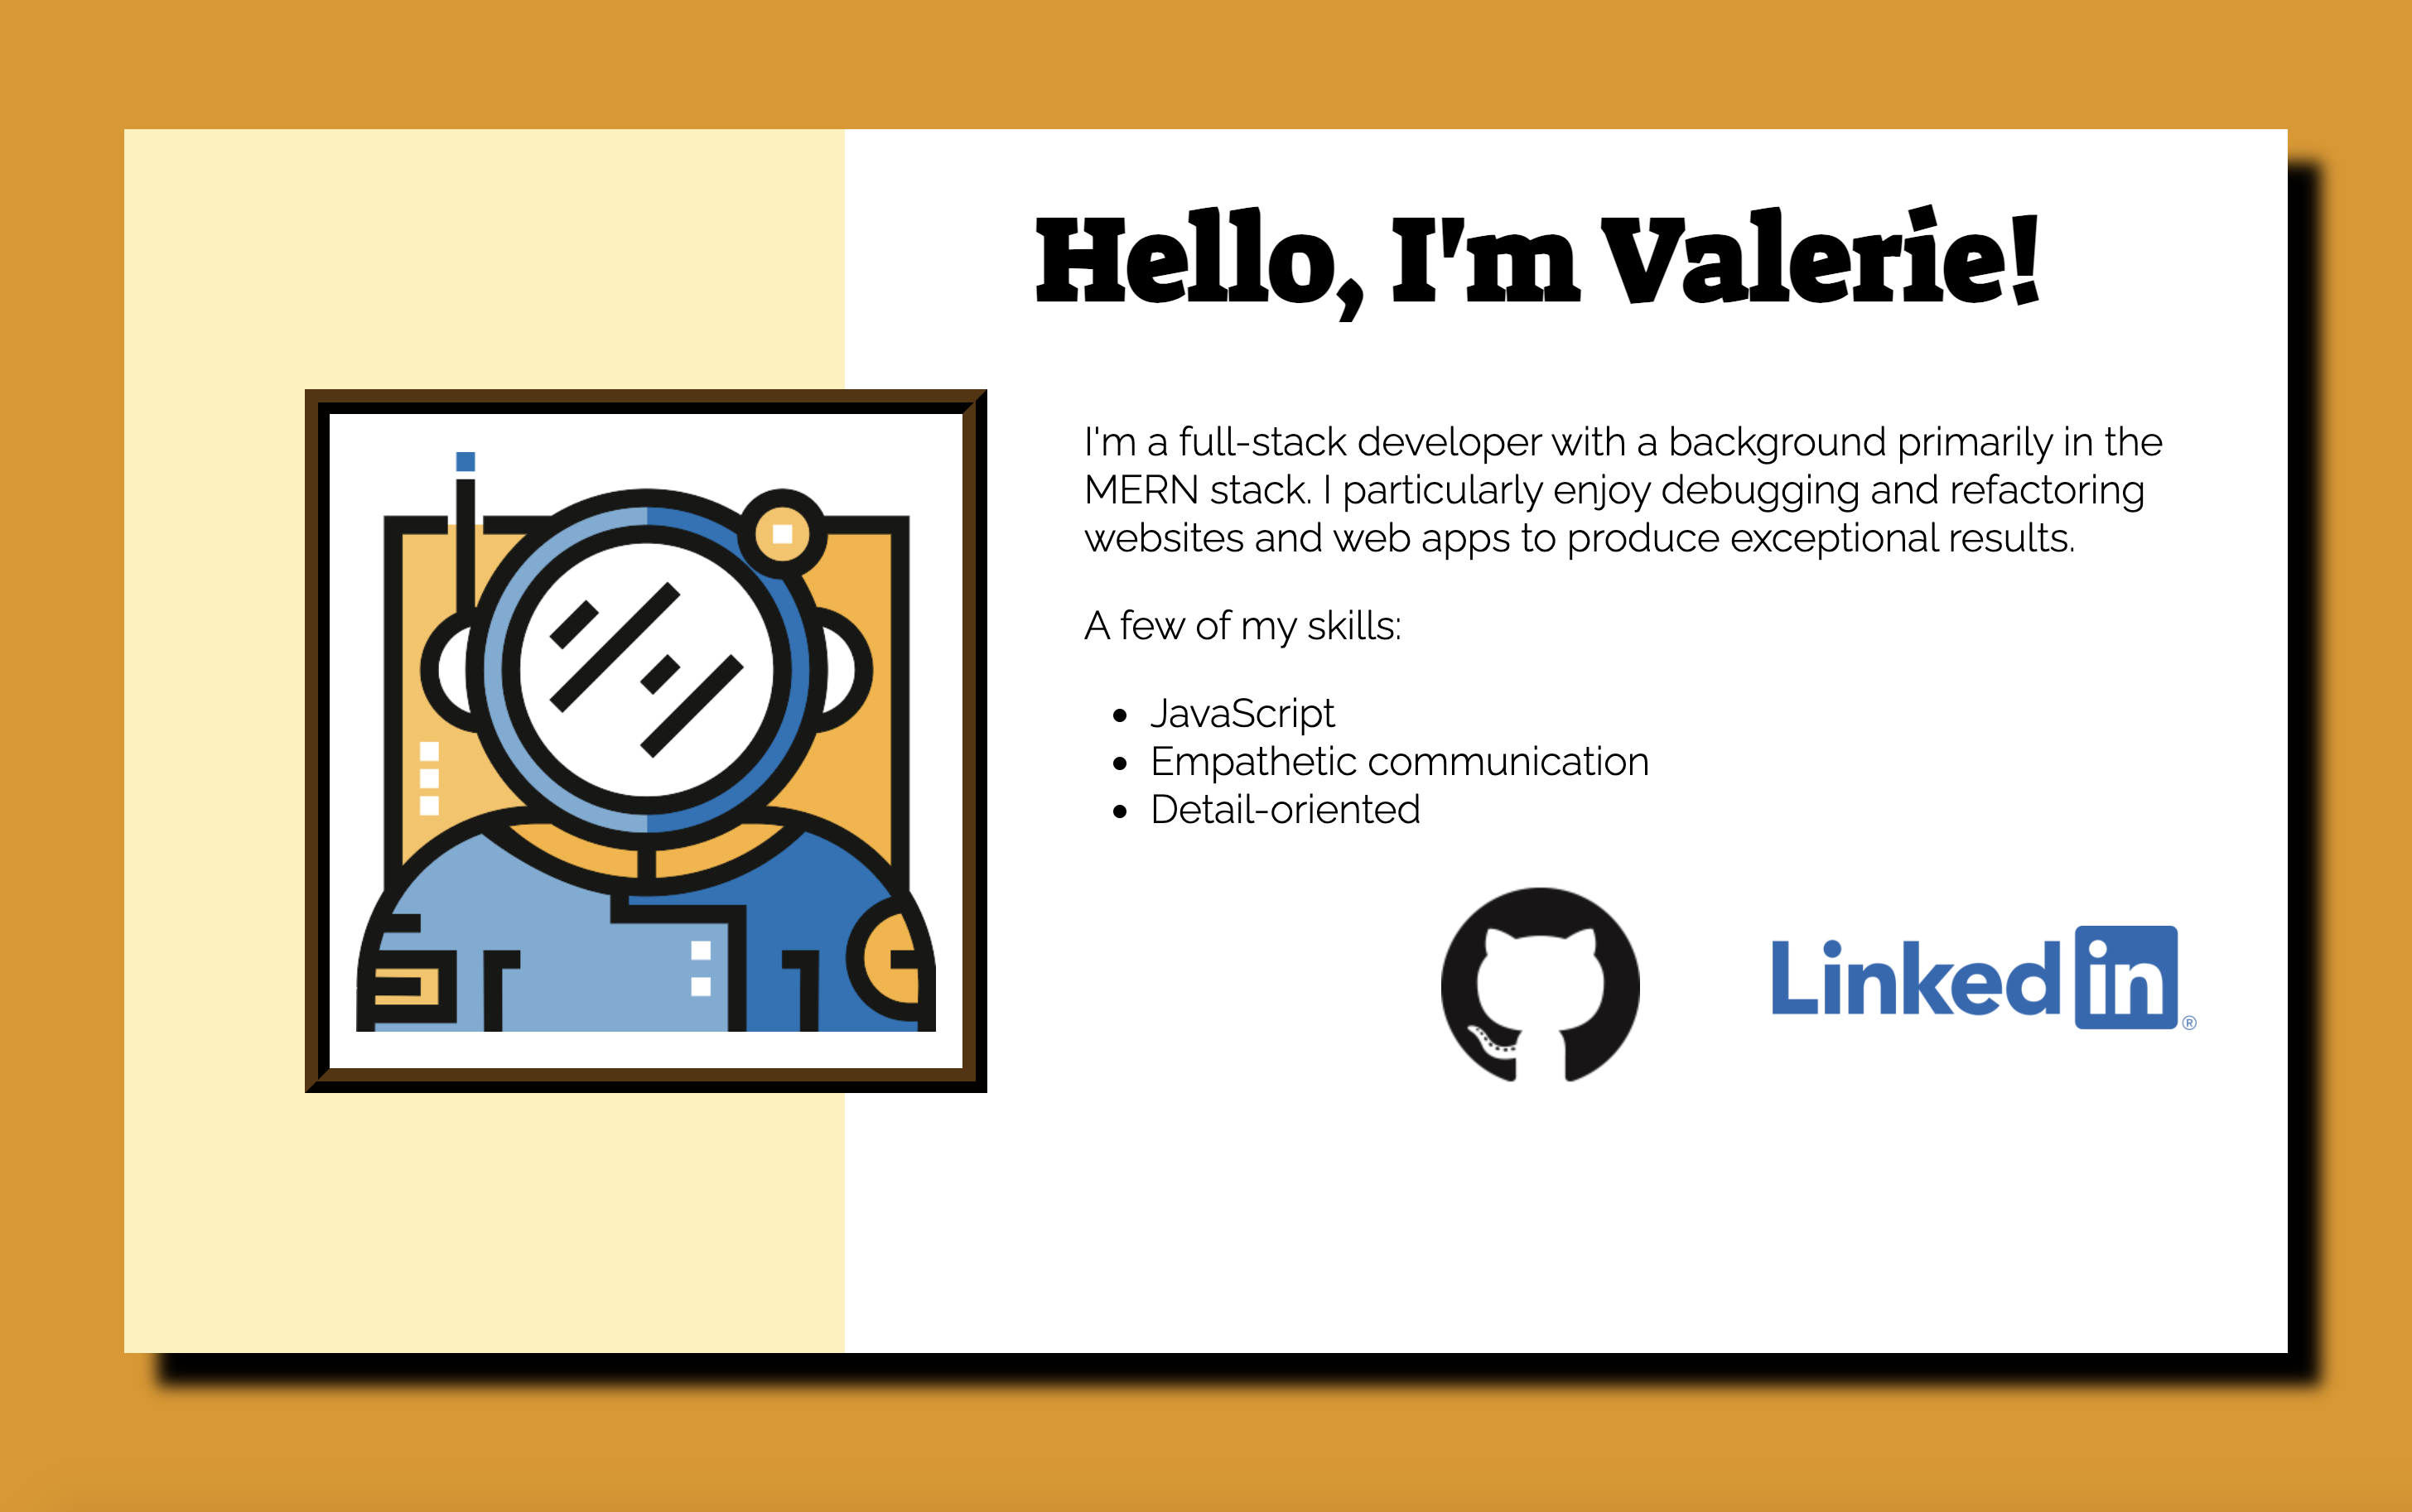 Hello, I'm Valerie!
I'm a full-stack developer with a background primarily in the
MERN stack. I particularly enjoy debugging and refactoring
websites and web apps to produce exceptional results.
A few of my skills:
JavaScript
Empathetic communication
Detail-oriented
Linked in ®